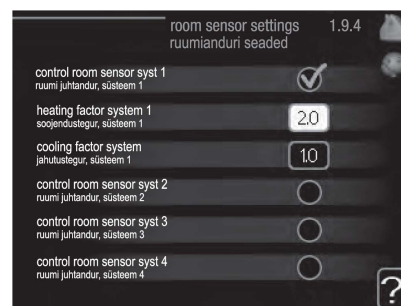 room sensor settings 1.9.4
ruumianduri seaded
control room sensor syst 1
ruumi juhtandur, süsteem 1
heating factor system 1
soojendustegur, süsteem 1
2.0
cooling factor system
jahutustegur, süsteem 1
1.0
control room sensor syst 2
ruumi juhtandur, süsteem 2
control room sensor syst 3
ruumi juhtandur, süsteem 3
control room sensor syst 4
ruumi juhtandur, süsteem 4
?